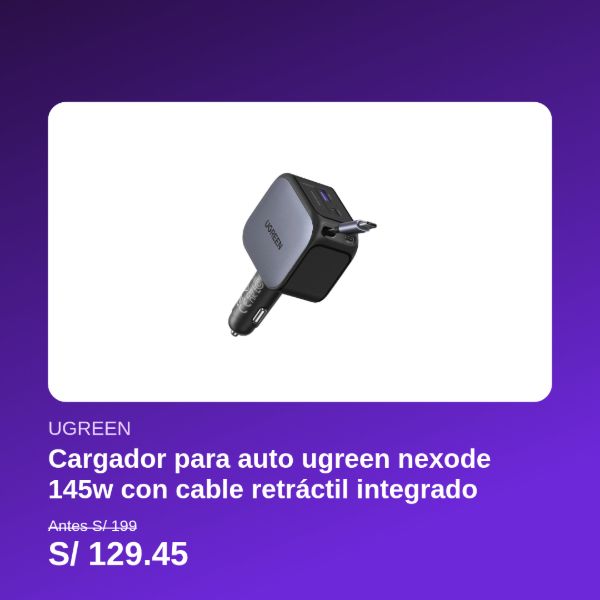 UGREEN
UGREEN
Cargador para auto ugreen nexode
145w con cable retráctil integrado
Antes S/ 199
S/ 129.45